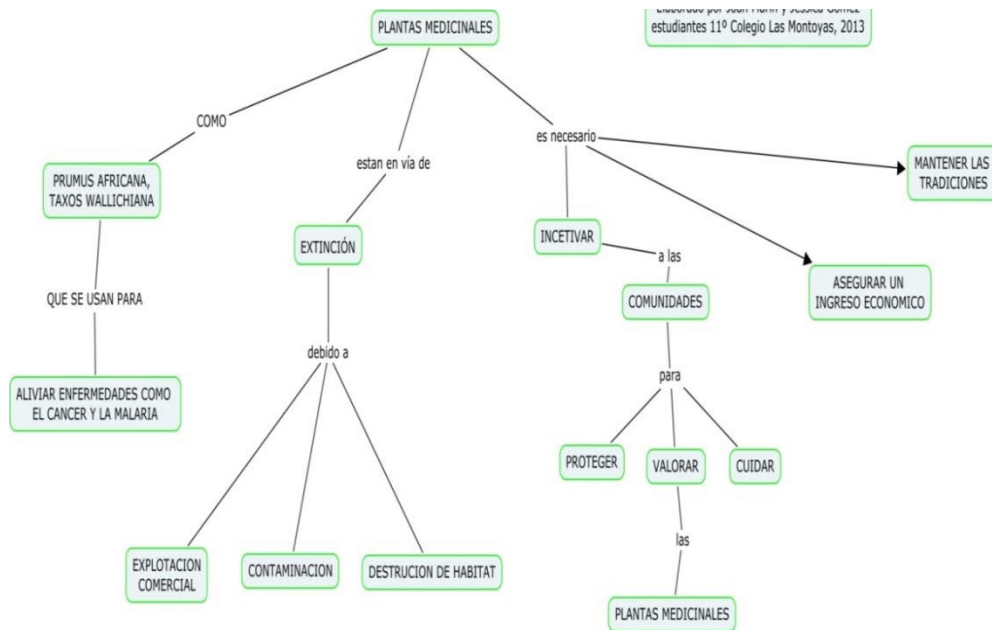 estudiantes 11º Colegio Las Montoyas, 2013
PLANTAS MEDICINALES
COMO
estan en vía de
es necesario
PRUMUS AFRICANA,
TAXOS WALLICHIANA
MANTENER LAS
TRADICIONES
EXTINCIÓN
INCETIVAR
a las
QUE SE USAN PARA
COMUNIDADES
ASEGURAR UN
INGRESO ECONOMICO
debido a
para
ALIVIAR ENFERMEDADES COMO
EL CANCER Y LA MALARIA
PROTEGER
VALORAR
CUIDAR
las
EXPLOTACION
COMERCIAL
CONTAMINACION
DESTRUCION DE HABITAT
PLANTAS MEDICINALES